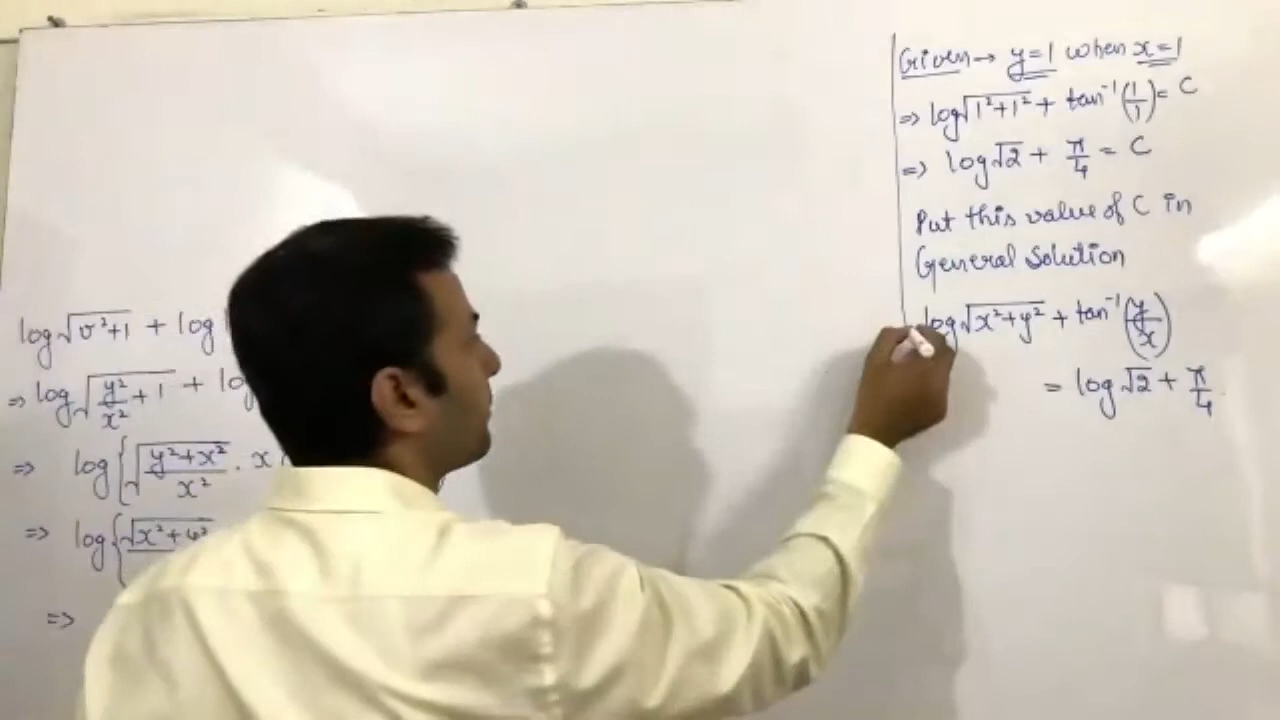 log√(v²+1) + log
⇒ log√(y²/x² + 1) + log
⇒ log{√((y²+x²)/x²) . x
⇒ log{√(x²+y²)
⇒
Given → y=1 when x=1
⇒ log√(1²+1²) + tan⁻¹(1/1) = C
⇒ log√2 + π/4 = C
Put this value of C in
General Solution
log√(x²+y²) + tan⁻¹(y/x)
= log√2 + π/4.